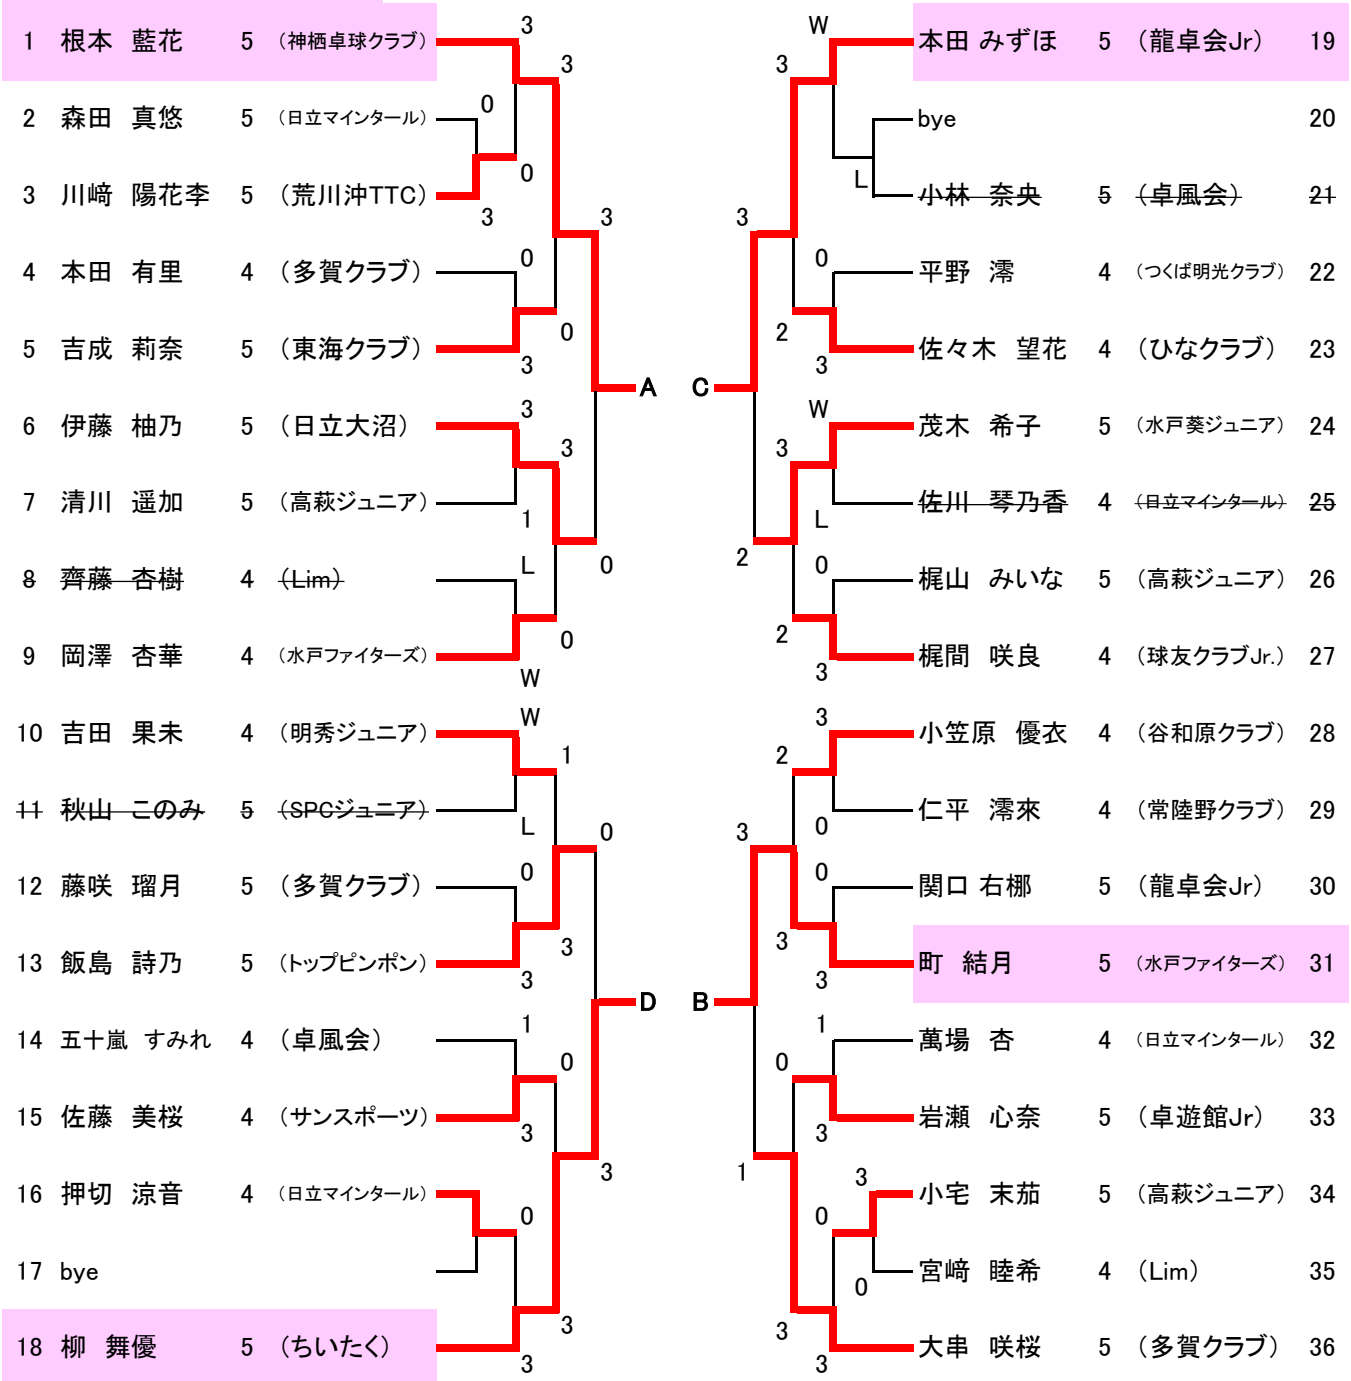 1 根本 藍花 5 （神栖卓球クラブ）
2 森田 真悠 5 （日立マインタール）
3 川﨑 陽花李 5 （荒川沖TTC）
4 本田 有里 4 （多賀クラブ）
5 吉成 莉奈 5 （東海クラブ）
6 伊藤 柚乃 5 （日立大沼）
7 清川 遥加 5 （高萩ジュニア）
8 齊藤 杏樹 4 （Lim）
9 岡澤 杏華 4 （水戸ファイターズ）
10 吉田 果未 4 （明秀ジュニア）
11 秋山 このみ 5 （SPCジュニア）
12 藤咲 瑠月 5 （多賀クラブ）
13 飯島 詩乃 5 （トップピンポン）
14 五十嵐 すみれ 4 （卓風会）
15 佐藤 美桜 4 （サンスポーツ）
16 押切 涼音 4 （日立マインタール）
17 bye
18 柳 舞優 5 （ちいたく）
3
3
0
0
3
3
0
0
3
3
3
1
0
L
0
W
W
1
L
0
0
3
3
1
0
3
3
0
3
3
A
D
W
3
L
3
0
2
3
W
3
L
2
0
2
3
3
2
0
3
0
3
3
1
0
3
1
3
0
0
3
3
C
B
本田 みずほ 5 （龍卓会Jr） 19
bye 20
小林 奈央 5 （卓風会） 21
平野 澪 4 （つくば明光クラブ） 22
佐々木 望花 4 （ひなクラブ） 23
茂木 希子 5 （水戸葵ジュニア） 24
佐川 琴乃香 4 （日立マインタール） 25
梶山 みいな 5 （高萩ジュニア） 26
梶間 咲良 4 （球友クラブJr.） 27
小笠原 優衣 4 （谷和原クラブ） 28
仁平 澪來 4 （常陸野クラブ） 29
関口 右梛 5 （龍卓会Jr） 30
町 結月 5 （水戸ファイターズ） 31
萬場 杏 4 （日立マインタール） 32
岩瀬 心奈 5 （卓遊館Jr） 33
小宅 末茄 5 （高萩ジュニア） 34
宮﨑 睦希 4 （Lim） 35
大串 咲桜 5 （多賀クラブ） 36